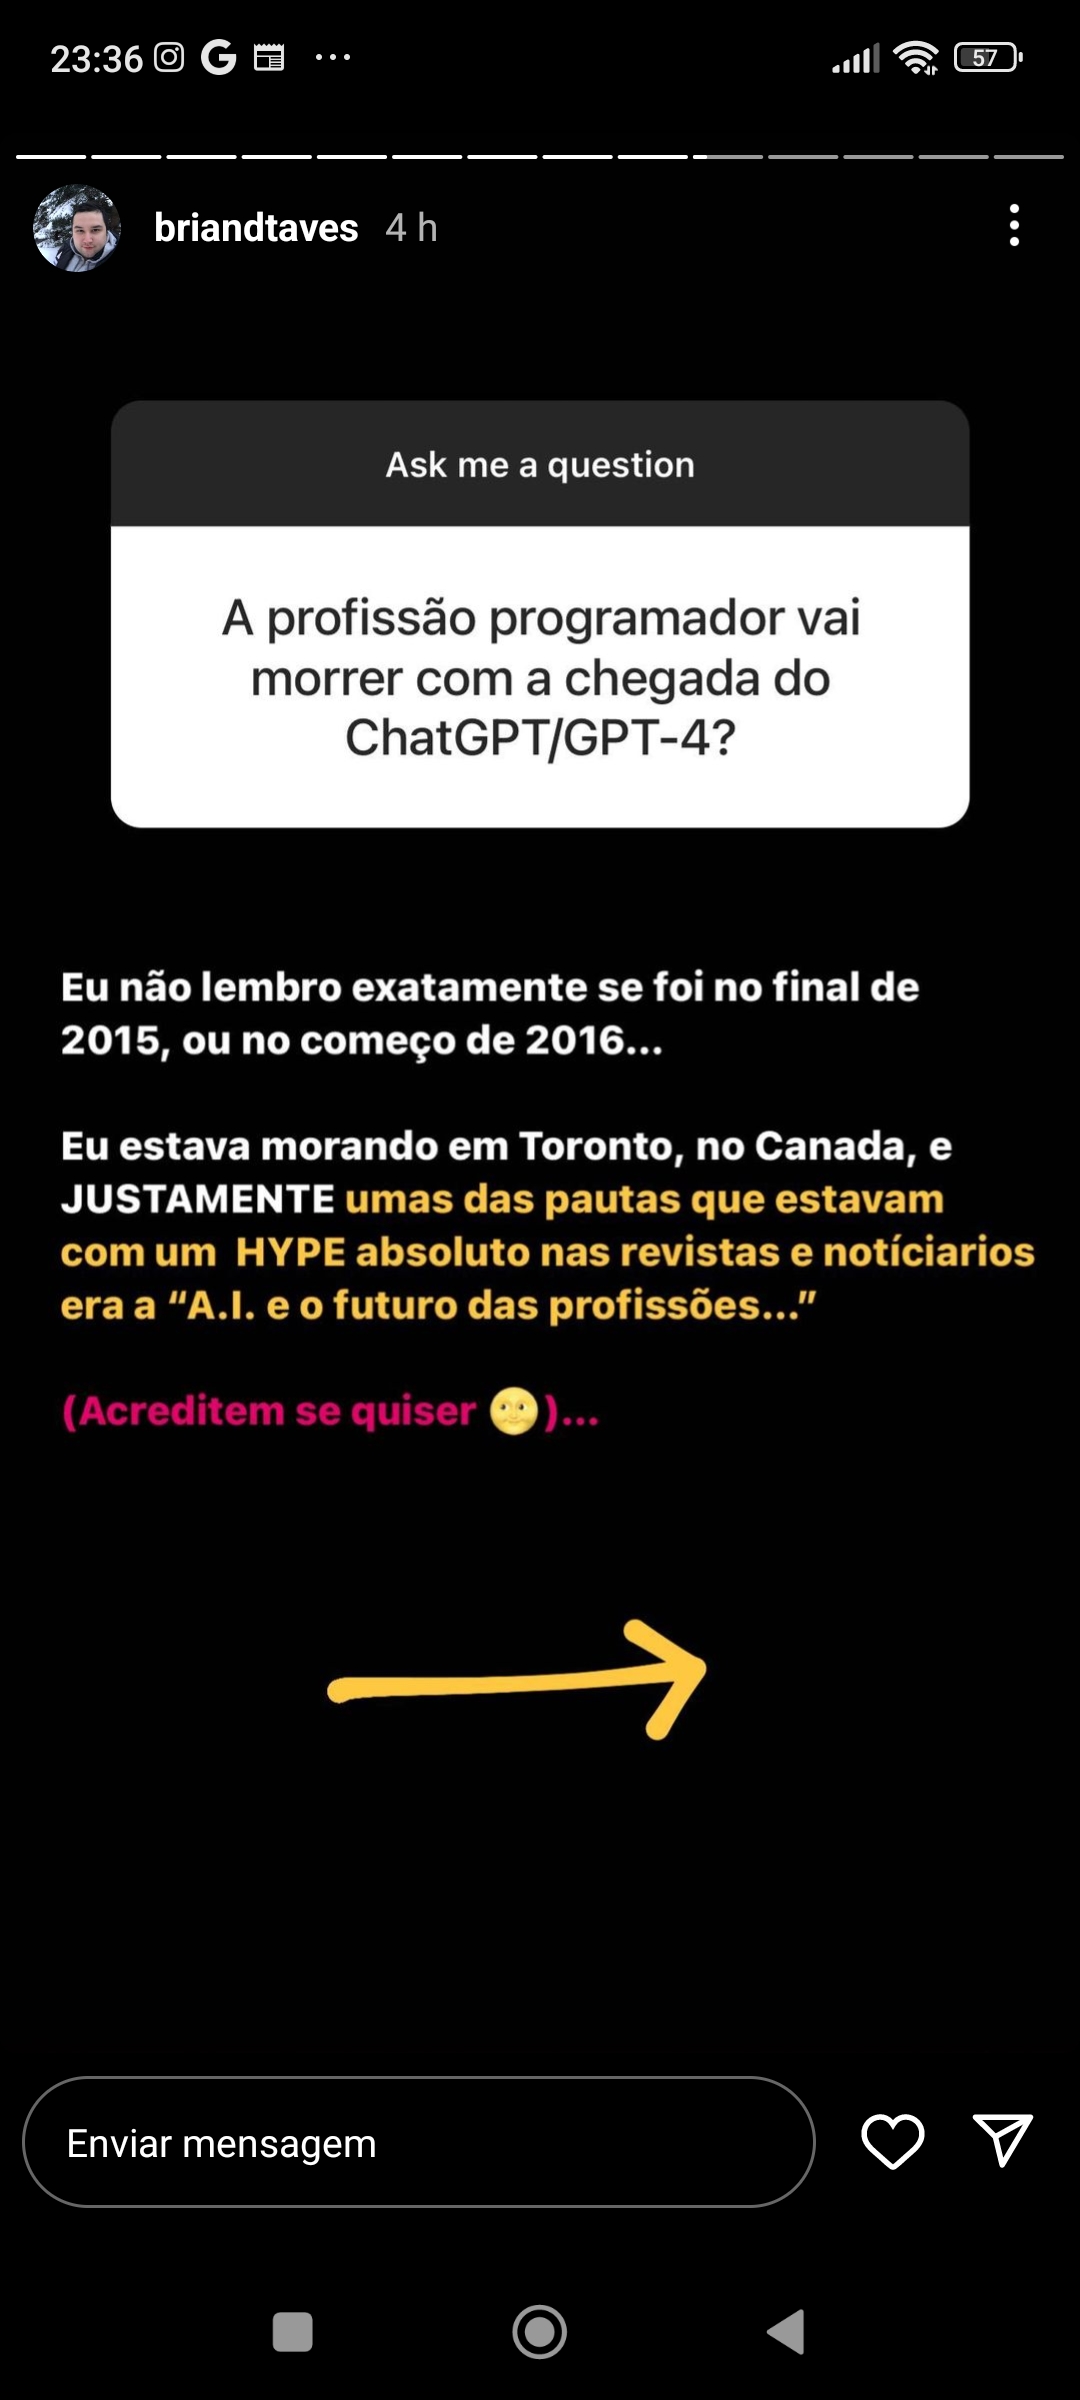 23:36
57
briandtaves 4 h
Ask me a question
A profissão programador vai
morrer com a chegada do
ChatGPT/GPT-4?
Eu não lembro exatamente se foi no final de
2015, ou no começo de 2016...
Eu estava morando em Toronto, no Canada, e
JUSTAMENTE umas das pautas que estavam
com um  HYPE absoluto nas revistas e notíciarios
era a “A.I. e o futuro das profissões...”
(Acreditem se quiser 🌝)...
Enviar mensagem